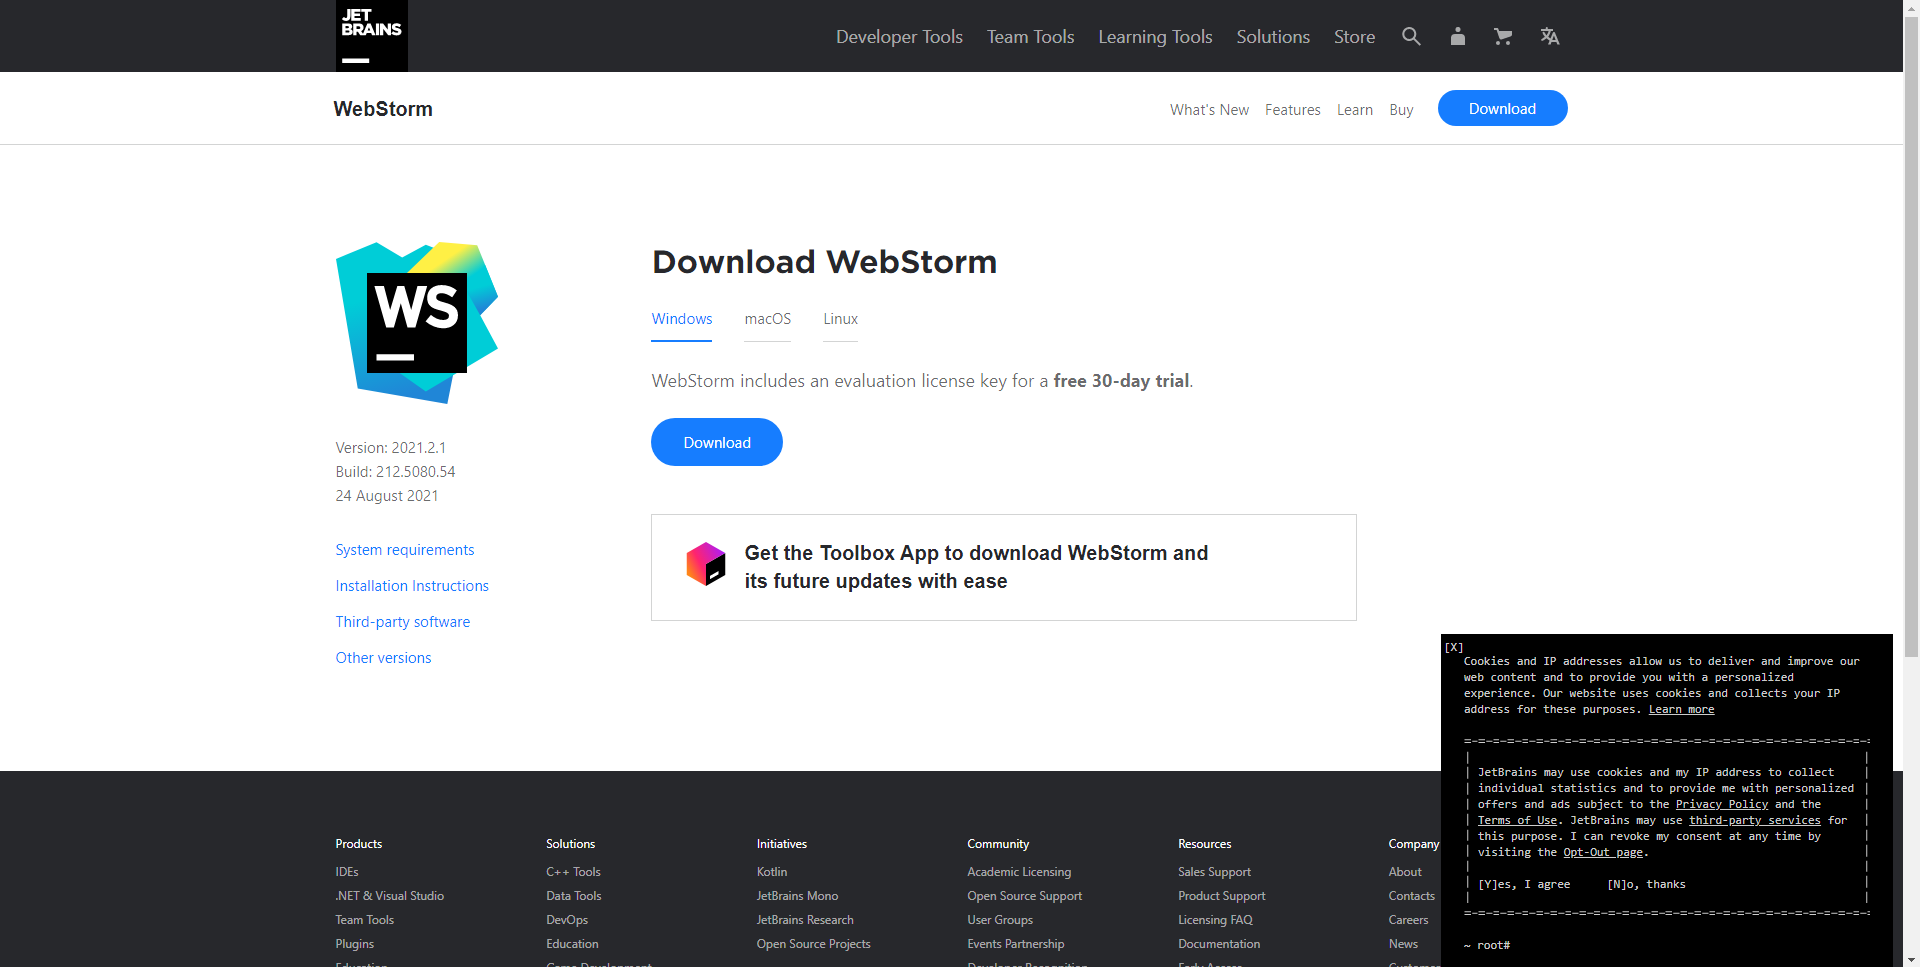 JET
BRAINS
Developer Tools Team Tools Learning Tools Solutions Store
WebStorm
What's New Features Learn Buy Download
WS
Download WebStorm
Windows macOS Linux
WebStorm includes an evaluation license key for a free 30-day trial.
Download
Version: 2021.2.1
Build: 212.5080.54
24 August 2021
System requirements
Installation Instructions
Third-party software
Other versions
Get the Toolbox App to download WebStorm and
its future updates with ease
[X]
Cookies and IP addresses allow us to deliver and improve our
web content and to provide you with a personalized
experience. Our website uses cookies and collects your IP
address for these purposes. Learn more
JetBrains may use cookies and my IP address to collect
individual statistics and to provide me with personalized
offers and ads subject to the Privacy Policy and the
Terms of Use. JetBrains may use third-party services for
this purpose. I can revoke my consent at any time by
visiting the Opt-Out page.
[Y]es, I agree [N]o, thanks
~ root#
Products
IDEs
.NET & Visual Studio
Team Tools
Plugins
Solutions
C++ Tools
Data Tools
DevOps
Education
Initiatives
Kotlin
JetBrains Mono
JetBrains Research
Open Source Projects
Community
Academic Licensing
Open Source Support
User Groups
Events Partnership
Resources
Sales Support
Product Support
Licensing FAQ
Documentation
Company
About
Contacts
Careers
News